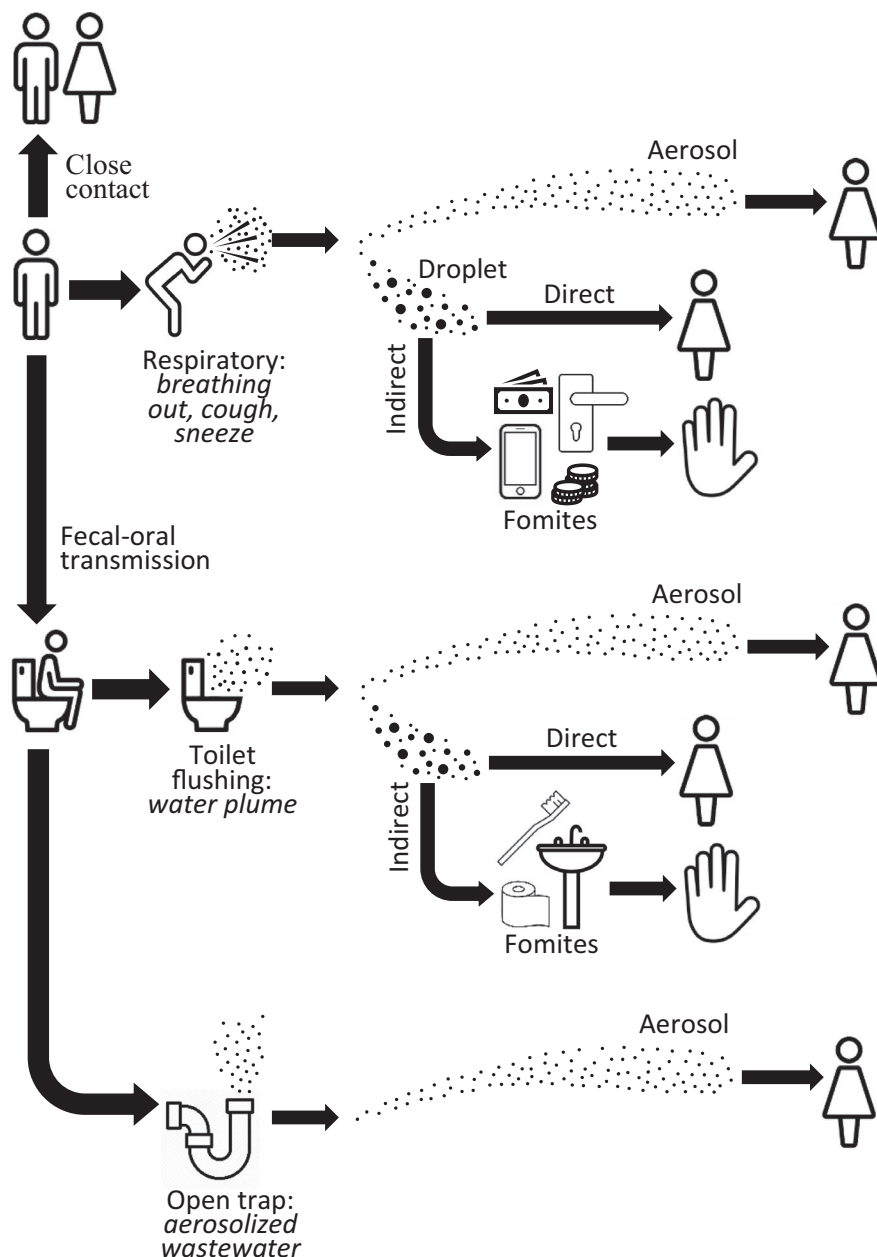 Close
contact
Aerosol
Droplet
Direct
Indirect
Respiratory:
breathing
out, cough,
sneeze
Fomites
Fecal-oral
transmission
Aerosol
Toilet
flushing:
water plume
Direct
Indirect
Fomites
Aerosol
Open trap:
aerosolized
wastewater